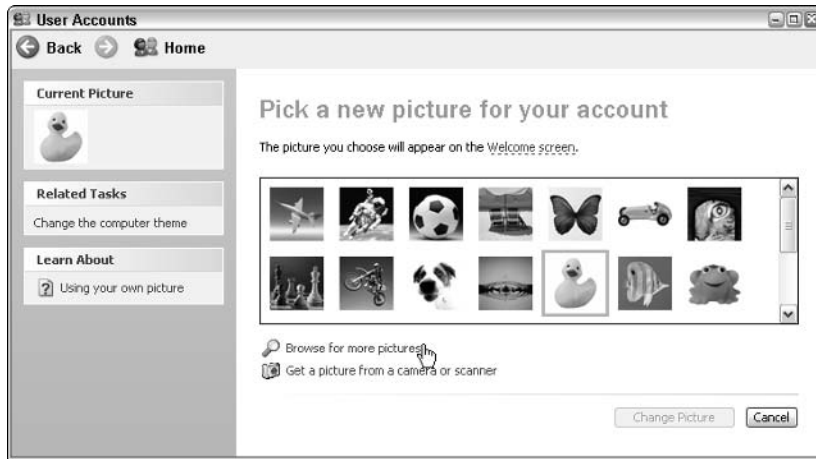 User Accounts
Back Home
Current Picture
Related Tasks
Change the computer theme
Learn About
Using your own picture
Pick a new picture for your account
The picture you choose will appear on the Welcome screen.
Browse for more pictures
Get a picture from a camera or scanner
Change Picture Cancel